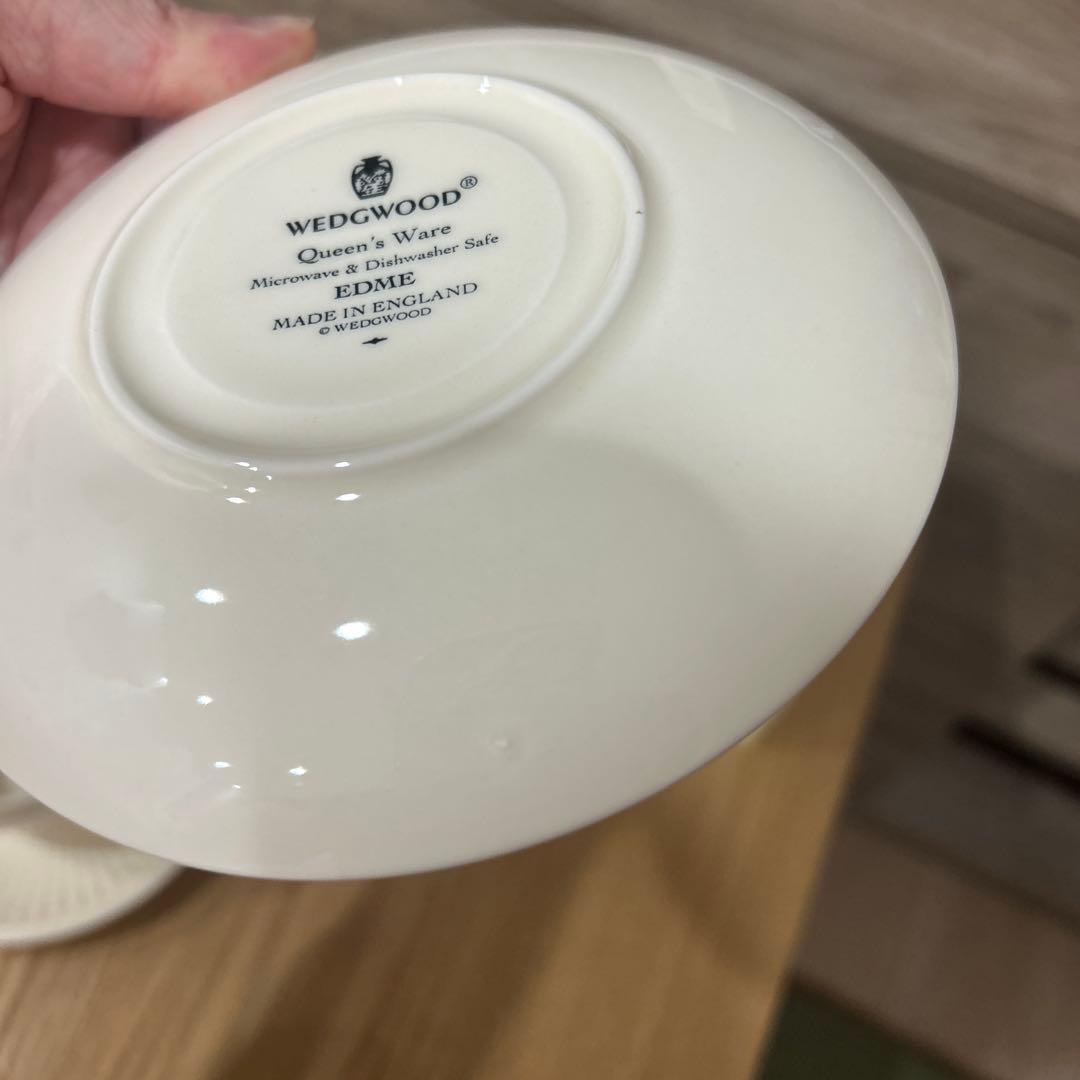 WEDGWOOD®
Queen's Ware
Microwave & Dishwasher Safe
EDME
MADE IN ENGLAND
© WEDGWOOD